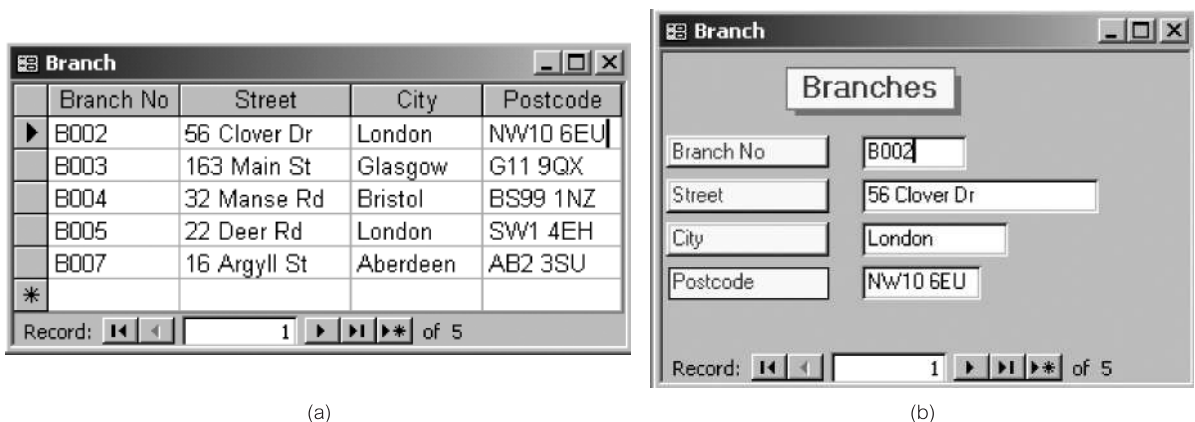 Branch
Branch No Street City Postcode
B002 56 Clover Dr London NW10 6EU
B003 163 Main St Glasgow G11 9QX
B004 32 Manse Rd Bristol BS99 1NZ
B005 22 Deer Rd London SW1 4EH
B007 16 Argyll St Aberdeen AB2 3SU
Record: 1 of 5
(a)
Branch
Branches
Branch No B002
Street 56 Clover Dr
City London
Postcode NW10 6EU
Record: 1 of 5
(b)